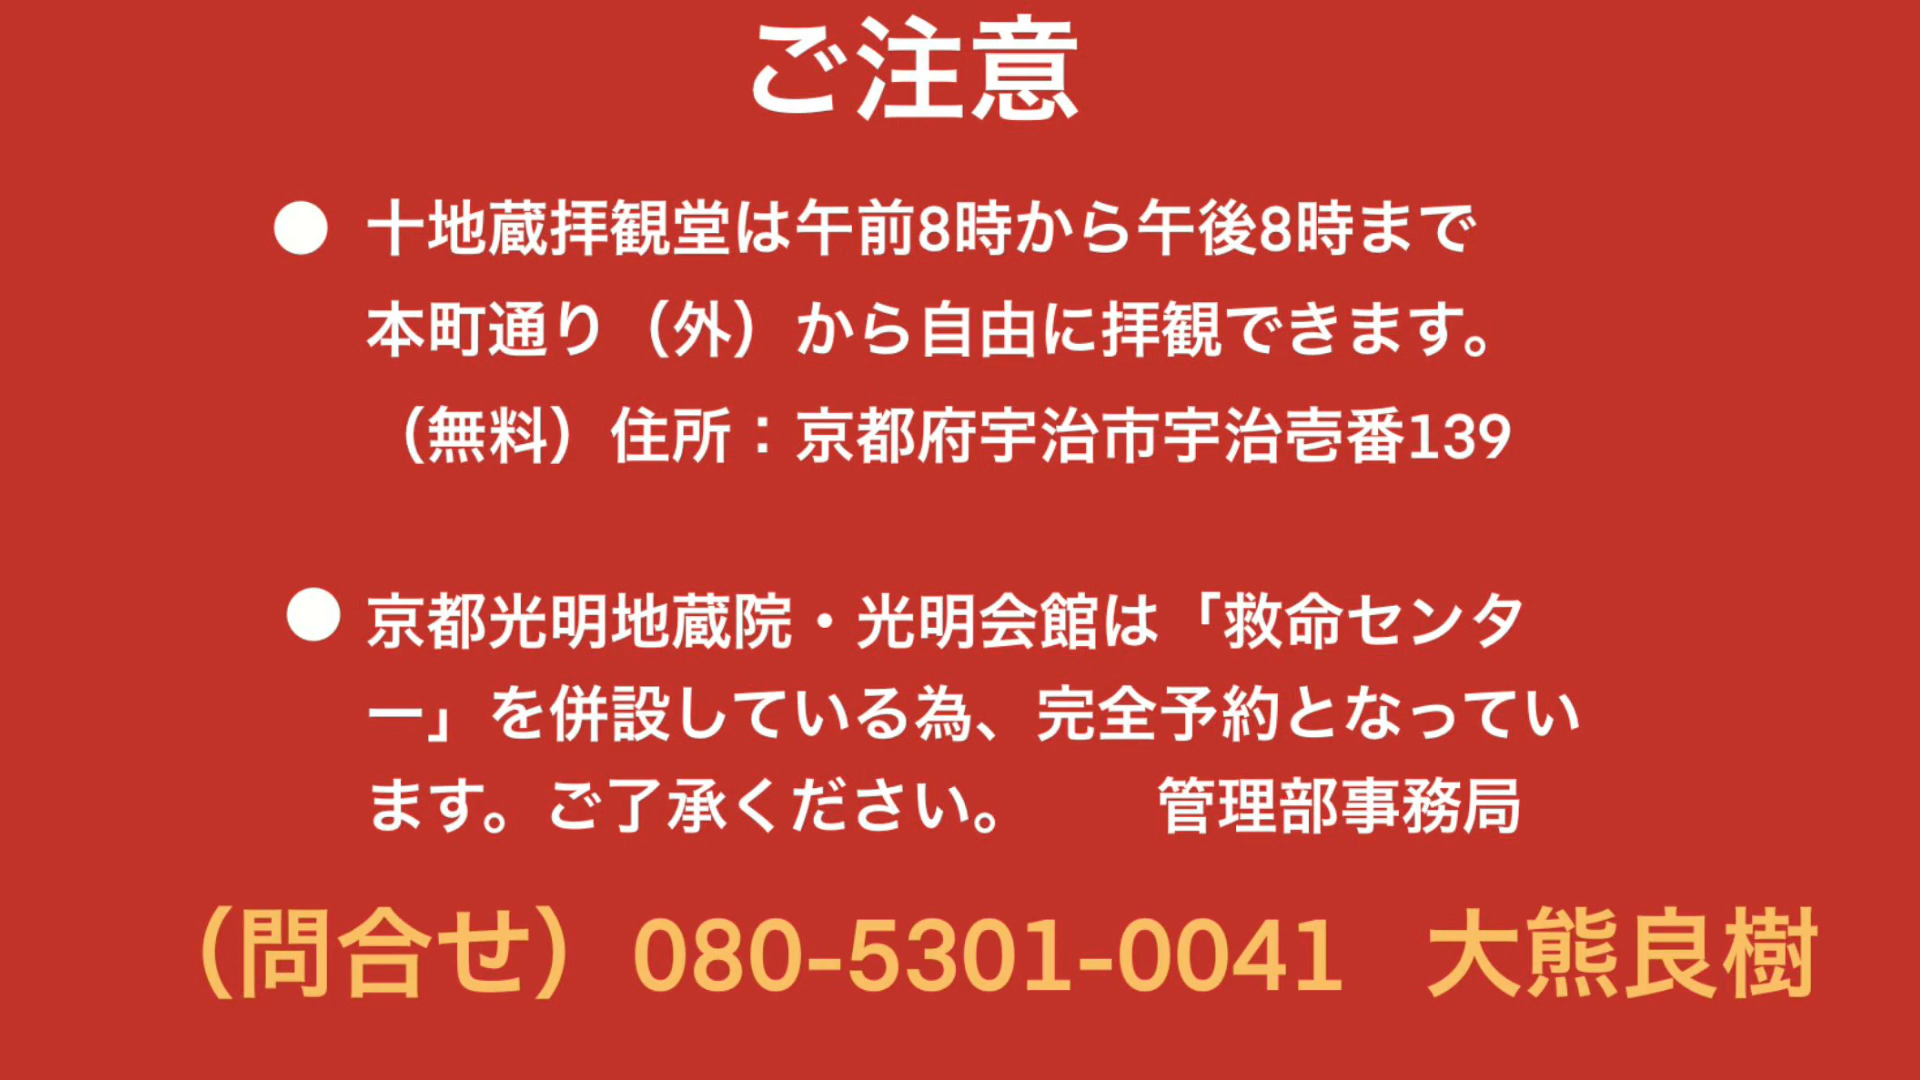 ご注意
● 十地蔵拝観堂は午前8時から午後8時まで
本町通り（外）から自由に拝観できます。
（無料）住所：京都府宇治市宇治壱番139
● 京都光明地蔵院・光明会館は「救命センタ
ー」を併設している為、完全予約となってい
ます。ご了承ください。　　管理部事務局
（問合せ）080-5301-0041　大熊良樹